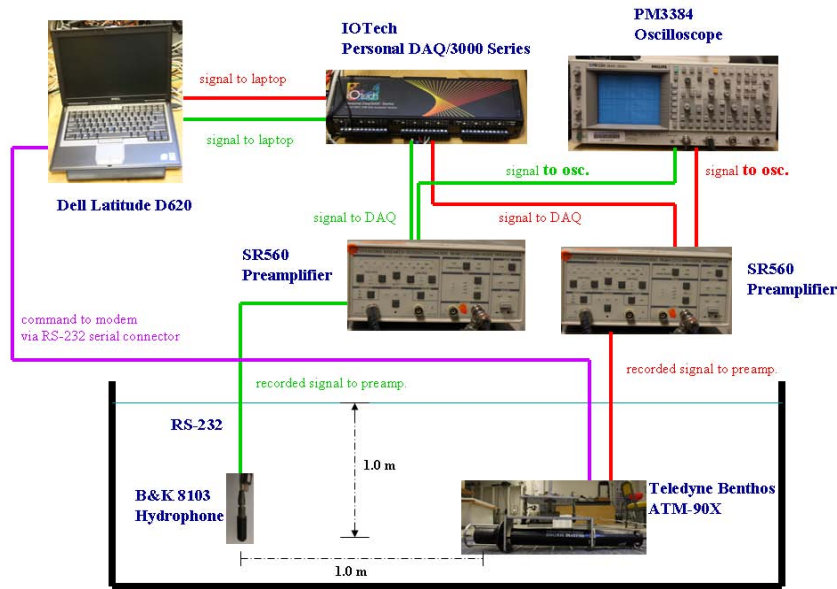 IOTech
Personal DAQ/3000 Series
PM3384
Oscilloscope
signal to laptop
signal to laptop
Dell Latitude D620
signal to osc.
signal to osc.
signal to DAQ
signal to DAQ
SR560
Preamplifier
SR560
Preamplifier
command to modem
via RS-232 serial connector
recorded signal to preamp.
recorded signal to preamp.
RS-232
1.0 m
B&K 8103
Hydrophone
Teledyne Benthos
ATM-90X
1.0 m